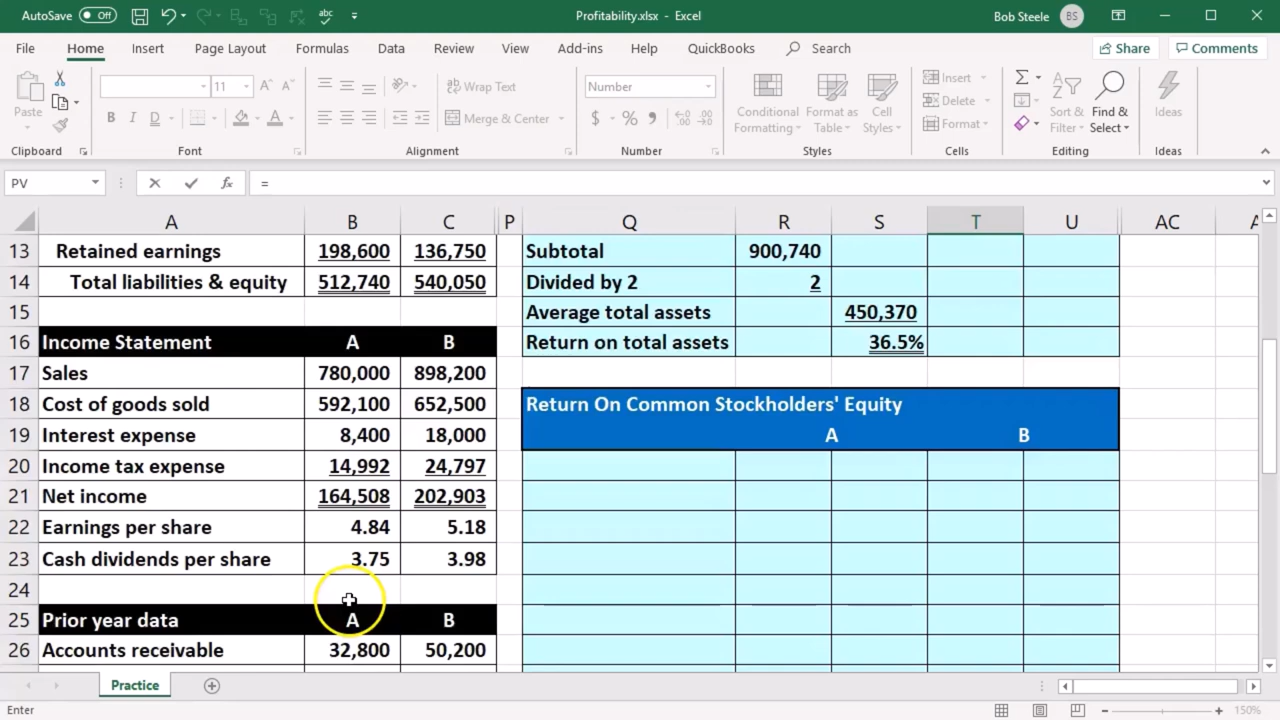 AutoSave Off Profitability.xlsx - Excel Bob Steele BS
File Home Insert Page Layout Formulas Data Review View Add-ins Help QuickBooks Search Share Comments
Paste 11 A A Wrap Text Number Conditional Formatting Format as Table Cell Styles Insert Delete Format Sort & Filter Find & Select Ideas
B I D A Merge & Center $ % ,
Clipboard Font Alignment Number Styles Cells Editing Ideas
PV fx =
A B C P Q R S T U AC
13 Retained earnings 198,600 136,750 Subtotal 900,740
14 Total liabilities & equity 512,740 540,050 Divided by 2 2
15 Average total assets 450,370
16 Income Statement A B Return on total assets 36.5%
17 Sales 780,000 898,200
18 Cost of goods sold 592,100 652,500 Return On Common Stockholders' Equity
19 Interest expense 8,400 18,000 A B
20 Income tax expense 14,992 24,797
21 Net income 164,508 202,903
22 Earnings per share 4.84 5.18
23 Cash dividends per share 3.75 3.98
24
25 Prior year data A B
26 Accounts receivable 32,800 50,200
Practice
Enter 150%